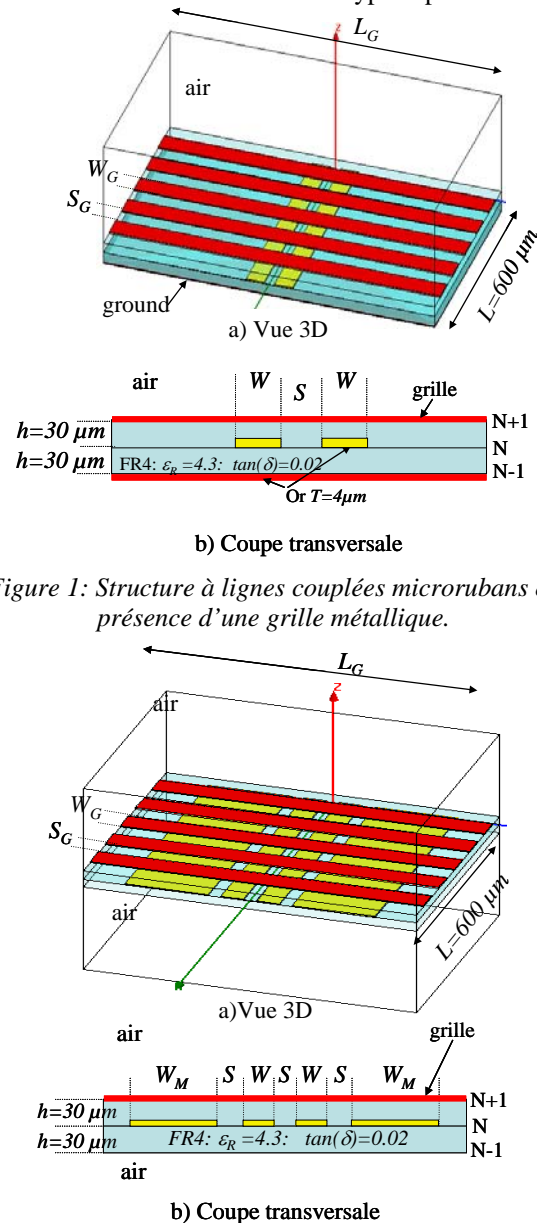 L_G
z
air
W_G
S_G
L=600 µm
ground
a) Vue 3D
air
W S W
grille
N+1
h=30 µm
N
h=30 µm
FR4: ε_R =4.3: tan(δ)=0.02
N-1
Or T=4µm
b) Coupe transversale
igure 1: Structure à lignes couplées microrubans
présence d'une grille métallique.
L_G
air
z
W_G
S_G
air
L=600 µm
a)Vue 3D
air
grille
W_M S W S W S W_M
N+1
h=30 µm
N
h=30 µm
FR4: ε_R =4.3: tan(δ)=0.02
N-1
air
b) Coupe transversale